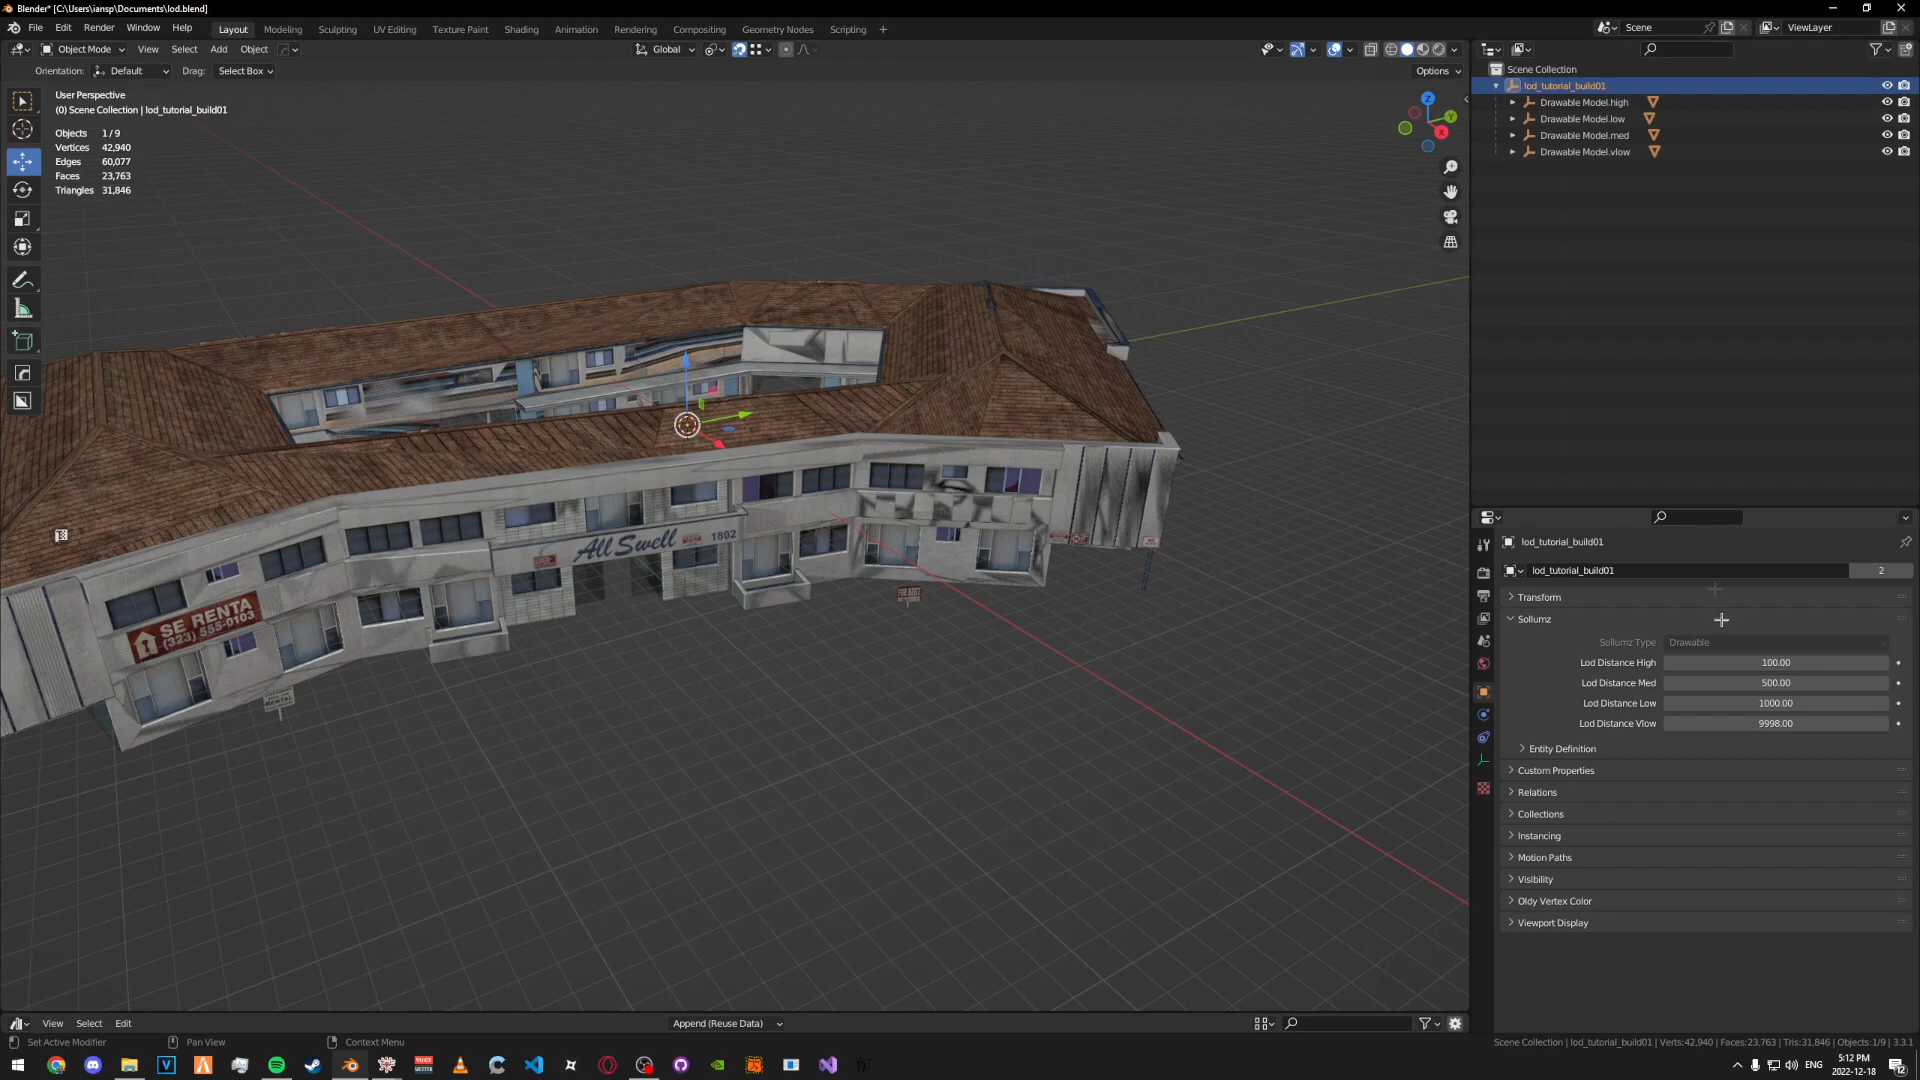 Blender* [C:\Users\iansp\Documents\lod.blend]
File Edit Render Window Help Layout Modeling Sculpting UV Editing Texture Paint Shading Animation Rendering Compositing Geometry Nodes Scripting + Scene ViewLayer
Object Mode View Select Add Object Global
Orientation: Default Drag: Select Box Options
User Perspective
(0) Scene Collection | lod_tutorial_build01
Objects 1/9
Vertices 42,940
Edges 60,077
Faces 23,763
Triangles 31,846
Z
Y
X
Scene Collection
lod_tutorial_build01
Drawable Model.high
Drawable Model.low
Drawable Model.med
Drawable Model.vlow
All Swell 1802
SE RENTA
(323) 555-0103
FOR RENT
RENTAL
lod_tutorial_build01
lod_tutorial_build01 2
Transform
Sollumz
Sollumz Type Drawable
Lod Distance High 100.00
Lod Distance Med 500.00
Lod Distance Low 1000.00
Lod Distance Vlow 9998.00
Entity Definition
Custom Properties
Relations
Collections
Instancing
Motion Paths
Visibility
Oldy Vertex Color
Viewport Display
View Select Edit Append (Reuse Data)
Set Active Modifier Pan View Context Menu
Scene Collection | lod_tutorial_build01 | Verts:42,940 | Faces:23,763 | Tris:31,846 | Objects:1/9 | 3.3.1
ENG
5:12 PM
2022-12-18
12